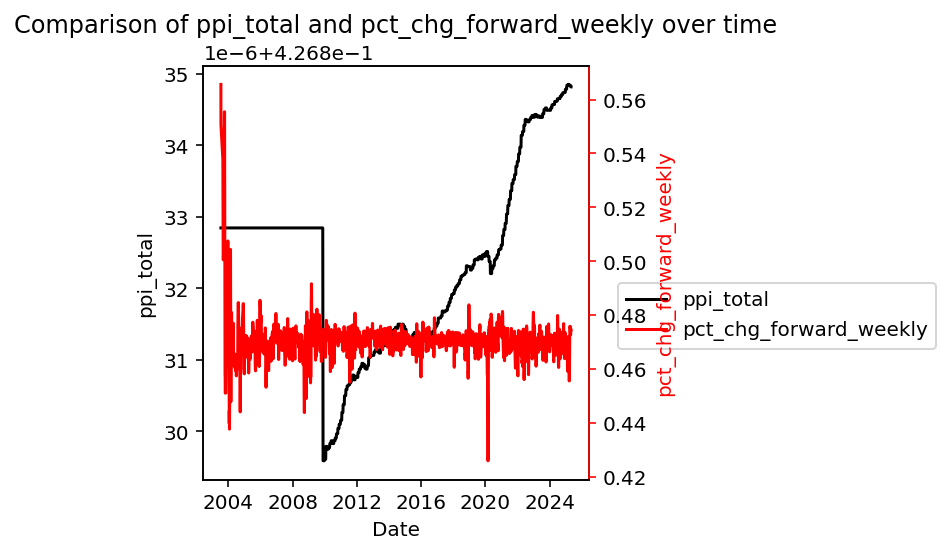 Comparison of ppi_total and pct_chg_forward_weekly over time
1e−6+4.268e−1
35
34
33
32
31
30
ppi_total
0.56
0.54
0.52
0.50
0.48
0.46
0.44
0.42
pct_chg_forward_weekly
ppi_total
pct_chg_forward_weekly
2004 2008 2012 2016 2020 2024
Date